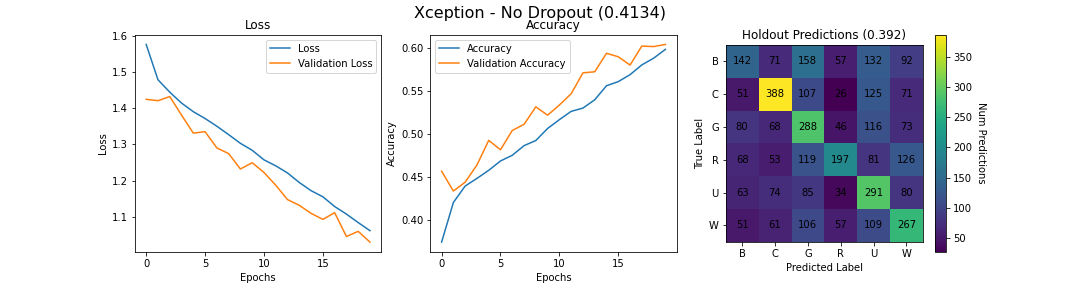 Xception - No Dropout (0.4134)
Loss
1.6
1.5
1.4
1.3
1.2
1.1
Loss
Loss
Validation Loss
0
5
10
15
Epochs
Accuracy
0.60
0.55
0.50
0.45
0.40
Accuracy
Accuracy
Validation Accuracy
0
5
10
15
Epochs
Holdout Predictions (0.392)
True Label
B 142 71 158 57 132 92
C 51 388 107 26 125 71
G 80 68 288 46 116 73
R 68 53 119 197 81 126
U 63 74 85 34 291 80
W 51 61 106 57 109 267
B C G R U W
Predicted Label
350
300
250
200
150
100
50
Num Predictions